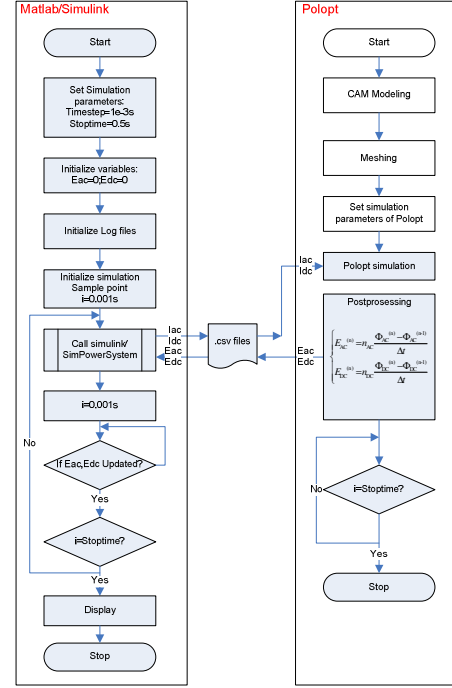 Matlab/Simulink
Start
Set Simulation
parameters:
Timestep=1e-3s
Stoptime=0.5s
Initialize variables:
Eac=0;Edc=0
Initialize Log files
Initialize simulation
Sample point
i=0.001s
Call simulink/
SimPowerSystem
i=0.001s
No
If Eac,Edc Updated?
Yes
i=Stoptime?
Yes
Display
Stop
Iac
Idc
Eac
Edc
.csv files
Iac
Idc
Eac
Edc
Polopt
Start
CAM Modeling
Meshing
Set simulation
parameters of Polopt
Polopt simulation
Postprosessing
E_AC^(n) = n_AC (Φ_AC^(n) − Φ_AC^(n-1)) / Δt
E_DC^(n) = n_DC (Φ_DC^(n) − Φ_DC^(n-1)) / Δt
No
i=Stoptime?
Yes
Stop